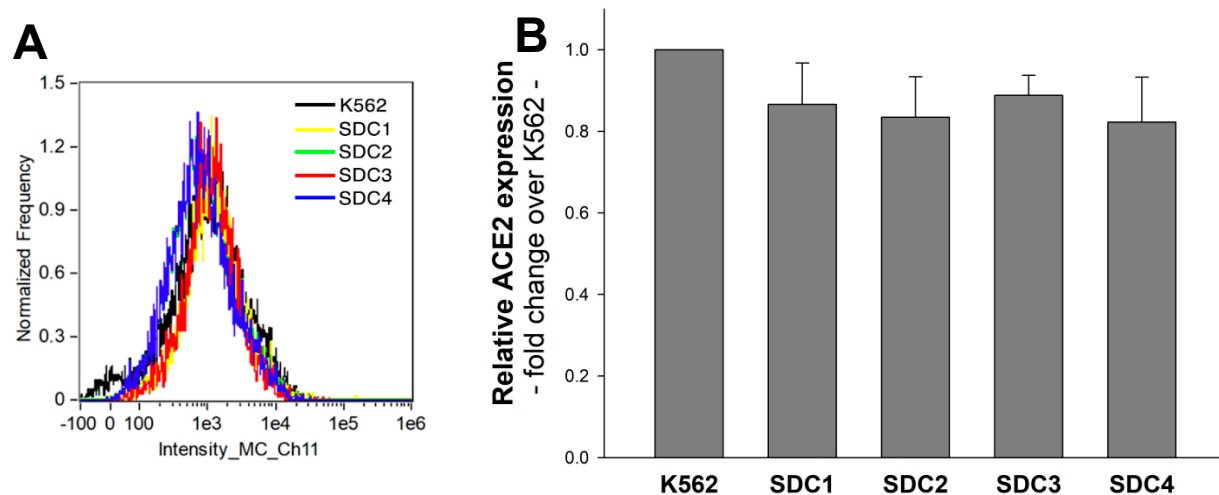 A
1.5
1.2
0.9
0.6
0.3
0
Normalized Frequency
K562
SDC1
SDC2
SDC3
SDC4
-100 0 100 1e3 1e4 1e5 1e6
Intensity_MC_Ch11
B
Relative ACE2 expression
- fold change over K562 -
1.0
0.8
0.6
0.4
0.2
0.0
K562 SDC1 SDC2 SDC3 SDC4